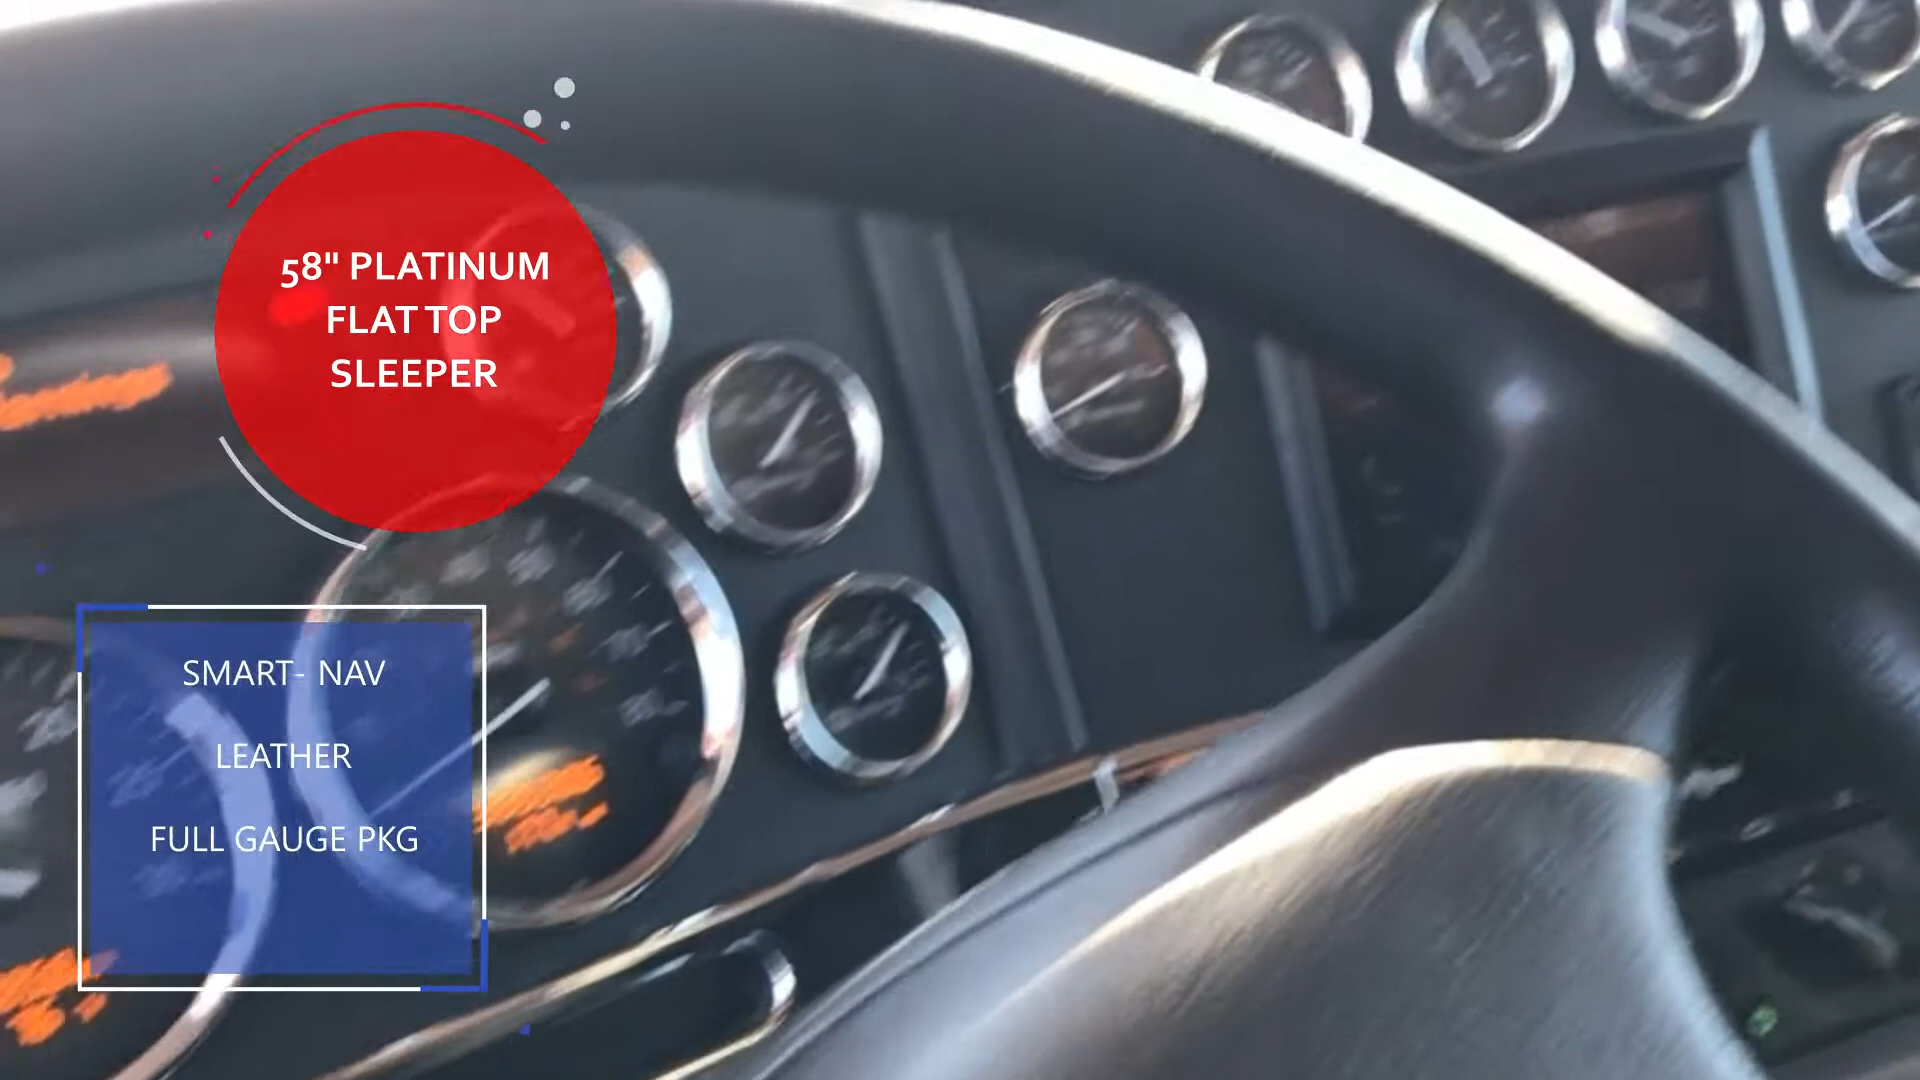 58" PLATINUM
FLAT TOP
SLEEPER
SMART- NAV
LEATHER
FULL GAUGE PKG